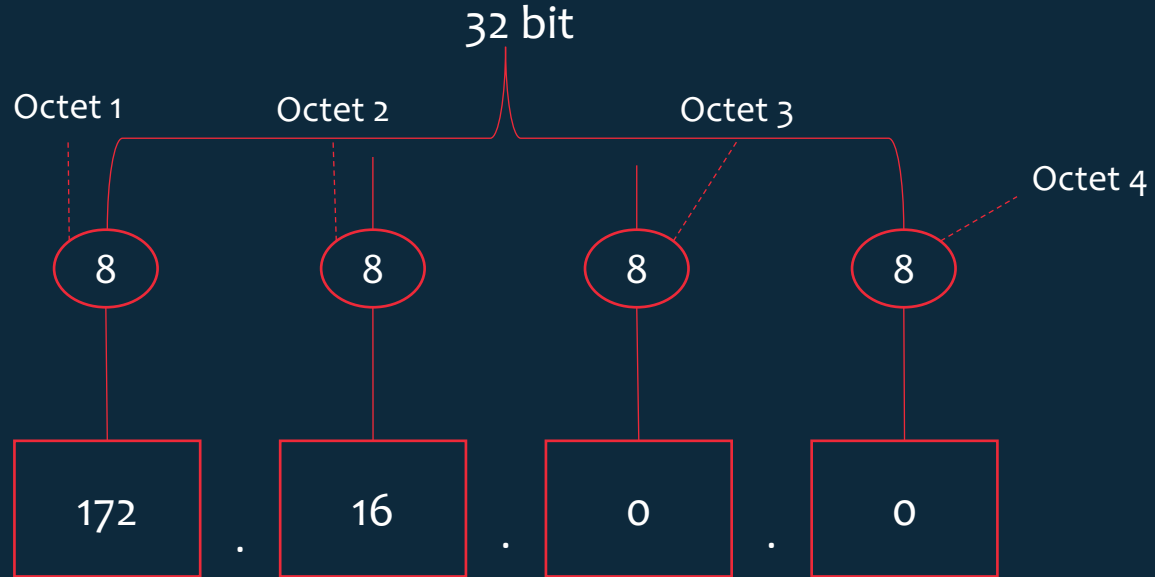 32 bit
Octet 1
Octet 2
Octet 3
Octet 4
8
8
8
8
172 . 16 . 0 . 0